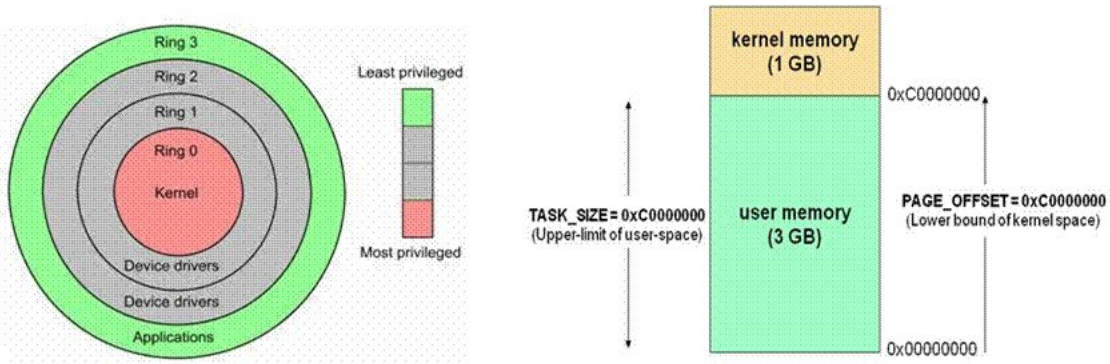 Ring 3
Ring 2
Ring 1
Ring 0
Kernel
Device drivers
Device drivers
Applications
Least privileged
Most privileged
kernel memory
(1 GB)
0xC0000000
TASK_SIZE = 0xC0000000
(Upper-limit of user-space)
user memory
(3 GB)
PAGE_OFFSET = 0xC0000000
(Lower bound of kernel space)
0x00000000